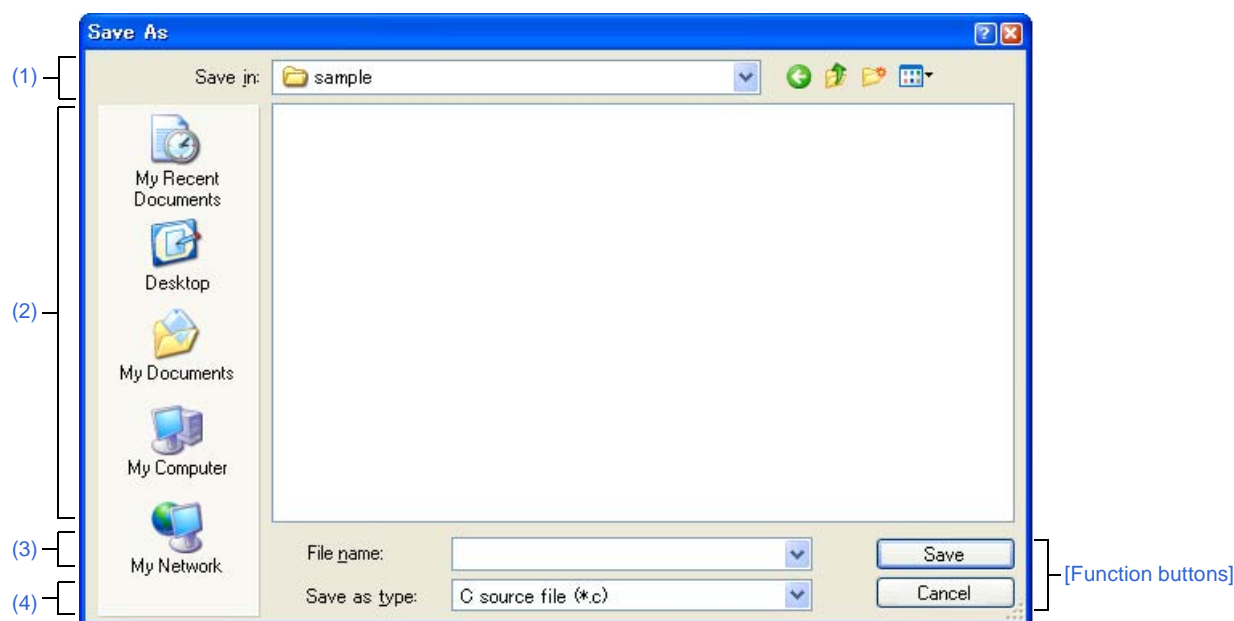 Save As
(1)
Save in:
sample
(2)
My Recent
Documents
Desktop
My Documents
My Computer
My Network
(3)
File name:
Save
[Function buttons]
(4)
Save as type:
C source file (*.c)
Cancel